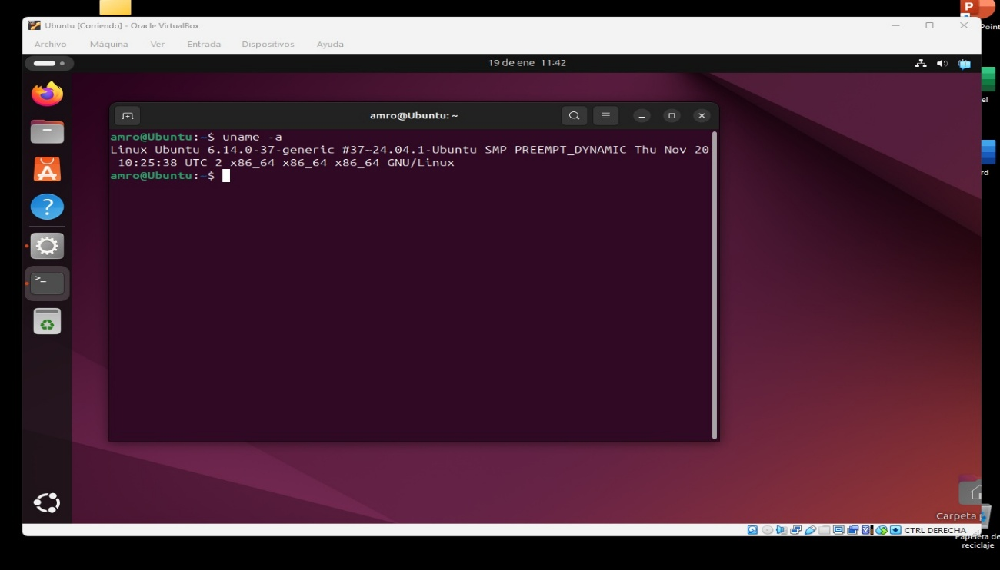 Ubuntu [Corriendo] - Oracle VirtualBox
Archivo Máquina Ver Entrada Dispositivos Ayuda
19 de ene 11:42
amro@Ubuntu: ~
amro@Ubuntu:~$ uname -a
Linux Ubuntu 6.14.0-37-generic #37~24.04.1-Ubuntu SMP PREEMPT_DYNAMIC Thu Nov 20
10:25:38 UTC 2 x86_64 x86_64 x86_64 GNU/Linux
amro@Ubuntu:~$
P
Point
el
rd
Carpeta
CTRL DERECHA
Papelera de
reciclaje